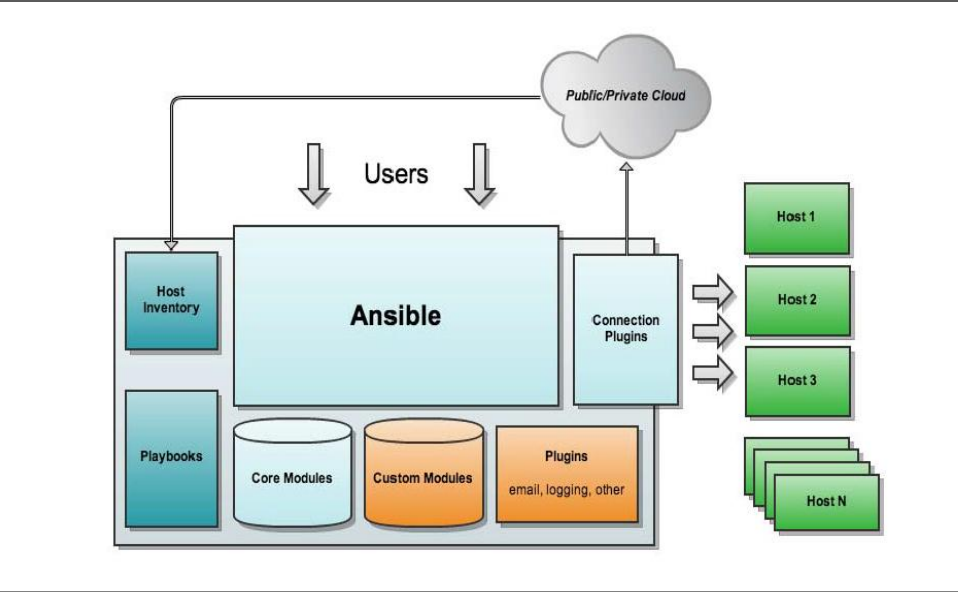 Public/Private Cloud
Users
Host 1
Host
Inventory
Ansible
Connection
Plugins
Host 2
Host 3
Playbooks
Core Modules
Custom Modules
Plugins
email, logging, other
Host N